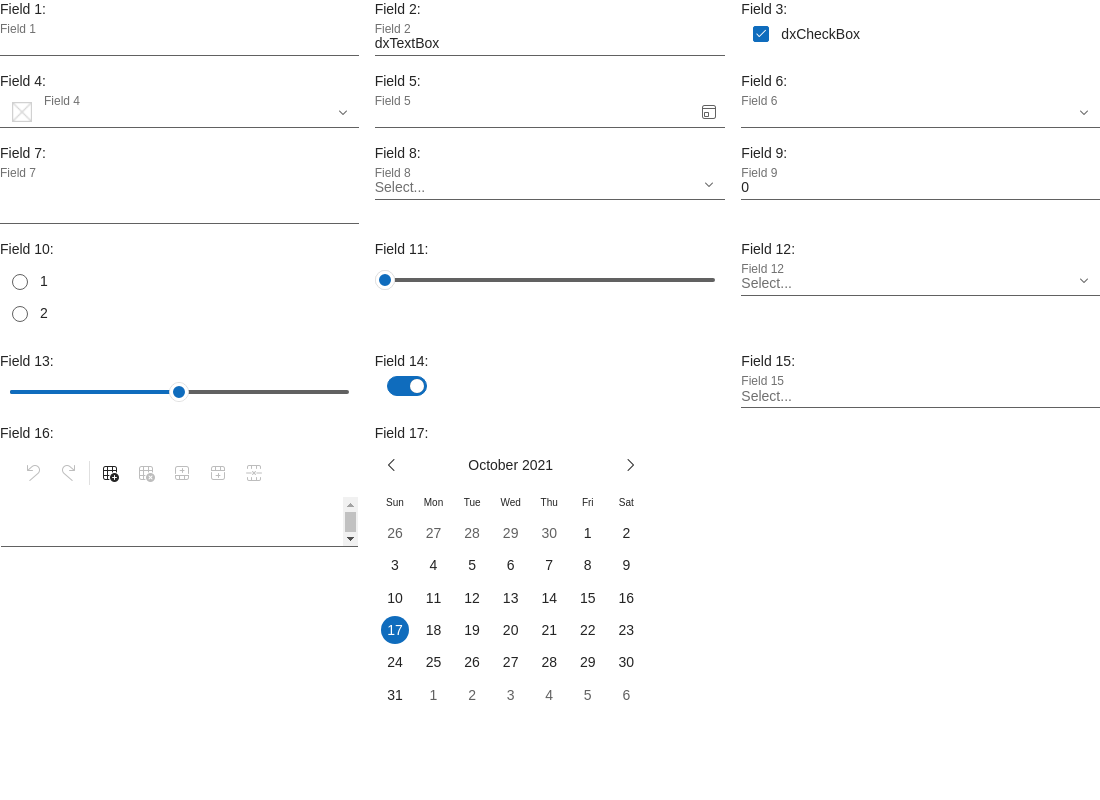 Field 1:
Field 1
Field 2:
Field 2
dxTextBox
Field 3:
dxCheckBox
Field 4:
Field 4
Field 5:
Field 5
Field 6:
Field 6
Field 7:
Field 7
Field 8:
Field 8
Select...
Field 9:
Field 9
0
Field 10:
1
2
Field 11:
Field 12:
Field 12
Select...
Field 13:
Field 14:
Field 15:
Field 15
Select...
Field 16:
Field 17:
October 2021
Sun Mon Tue Wed Thu Fri Sat
26 27 28 29 30 1 2
3 4 5 6 7 8 9
10 11 12 13 14 15 16
17 18 19 20 21 22 23
24 25 26 27 28 29 30
31 1 2 3 4 5 6